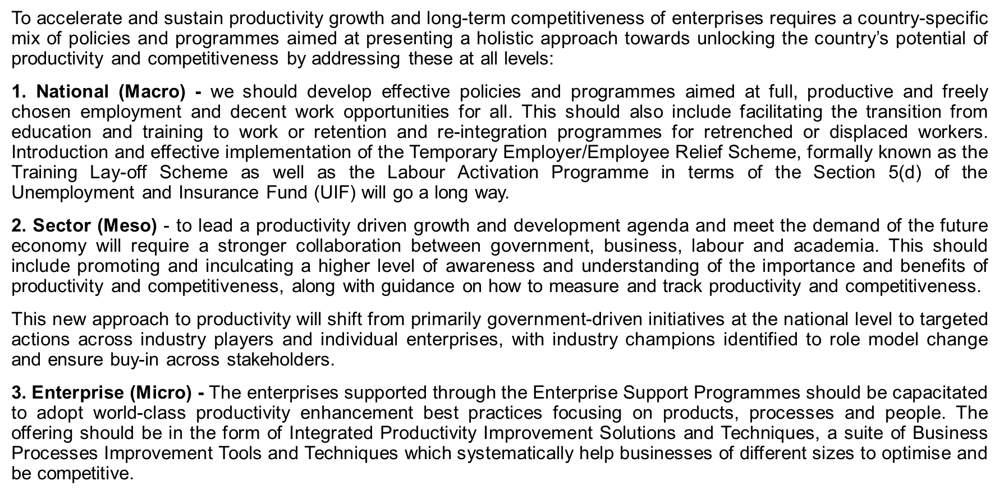 To accelerate and sustain productivity growth and long-term competitiveness of enterprises requires a country-specific
mix of policies and programmes aimed at presenting a holistic approach towards unlocking the country’s potential of
productivity and competitiveness by addressing these at all levels:
1. National (Macro) - we should develop effective policies and programmes aimed at full, productive and freely
chosen employment and decent work opportunities for all. This should also include facilitating the transition from
education and training to work or retention and re-integration programmes for retrenched or displaced workers.
Introduction and effective implementation of the Temporary Employer/Employee Relief Scheme, formally known as the
Training Lay-off Scheme as well as the Labour Activation Programme in terms of the Section 5(d) of the
Unemployment and Insurance Fund (UIF) will go a long way.
2. Sector (Meso) - to lead a productivity driven growth and development agenda and meet the demand of the future
economy will require a stronger collaboration between government, business, labour and academia. This should
include promoting and inculcating a higher level of awareness and understanding of the importance and benefits of
productivity and competitiveness, along with guidance on how to measure and track productivity and competitiveness.
This new approach to productivity will shift from primarily government-driven initiatives at the national level to targeted
actions across industry players and individual enterprises, with industry champions identified to role model change
and ensure buy-in across stakeholders.
3. Enterprise (Micro) - The enterprises supported through the Enterprise Support Programmes should be capacitated
to adopt world-class productivity enhancement best practices focusing on products, processes and people. The
offering should be in the form of Integrated Productivity Improvement Solutions and Techniques, a suite of Business
Processes Improvement Tools and Techniques which systematically help businesses of different sizes to optimise and
be competitive.